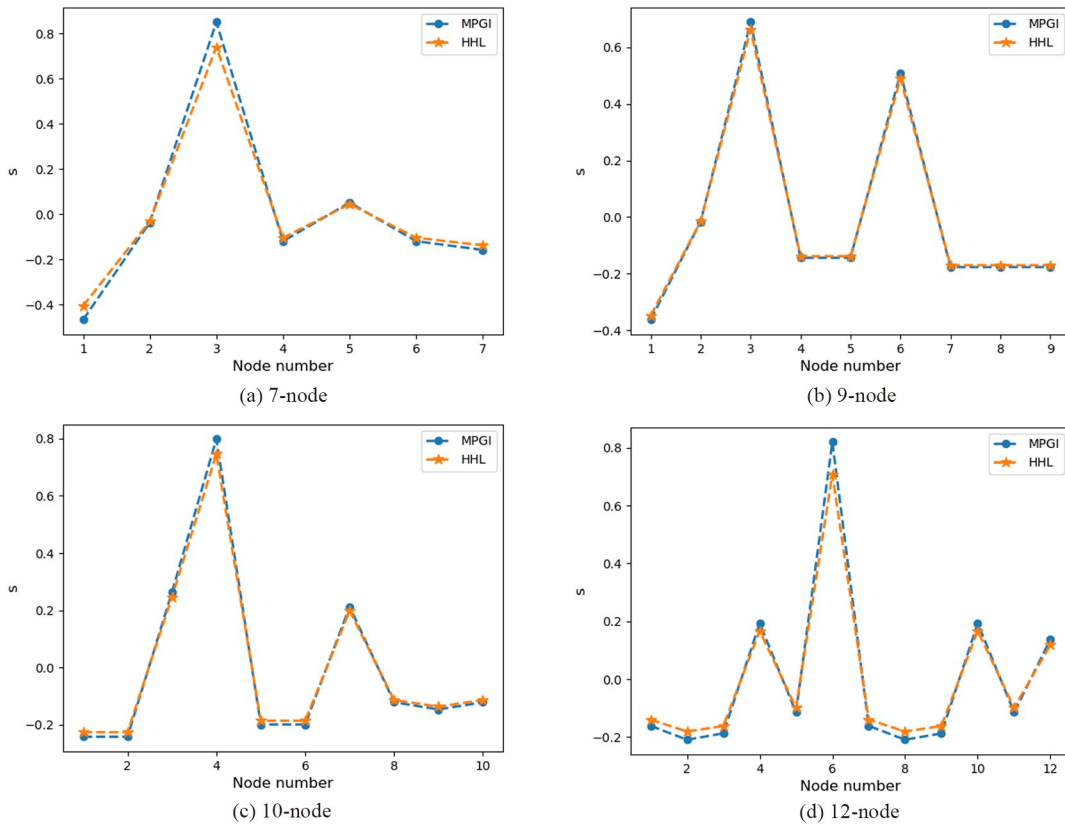 MPGI
HHL
0.8
0.6
0.4
0.2
0.0
−0.2
−0.4
s
1 2 3 4 5 6 7
Node number
(a) 7-node
MPGI
HHL
0.6
0.4
0.2
0.0
−0.2
−0.4
s
1 2 3 4 5 6 7 8 9
Node number
(b) 9-node
MPGI
HHL
0.8
0.6
0.4
0.2
0.0
−0.2
s
2 4 6 8 10
Node number
(c) 10-node
MPGI
HHL
0.8
0.6
0.4
0.2
0.0
−0.2
s
2 4 6 8 10 12
Node number
(d) 12-node